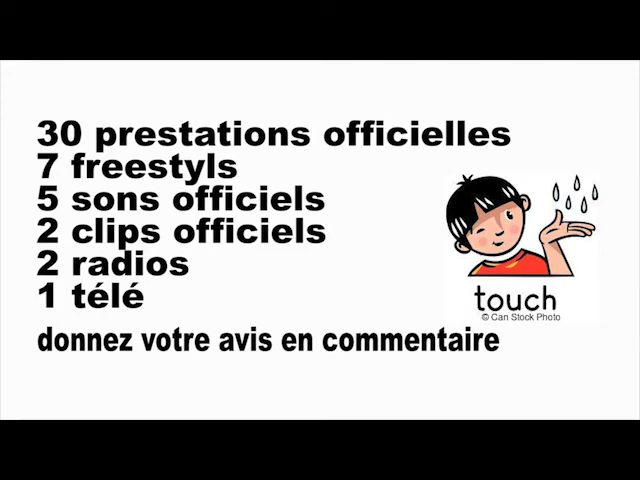 30 prestations officielles
7 freestyls
5 sons officiels
2 clips officiels
2 radios
1 télé
donnez votre avis en commentaire
touch
© Can Stock Photo